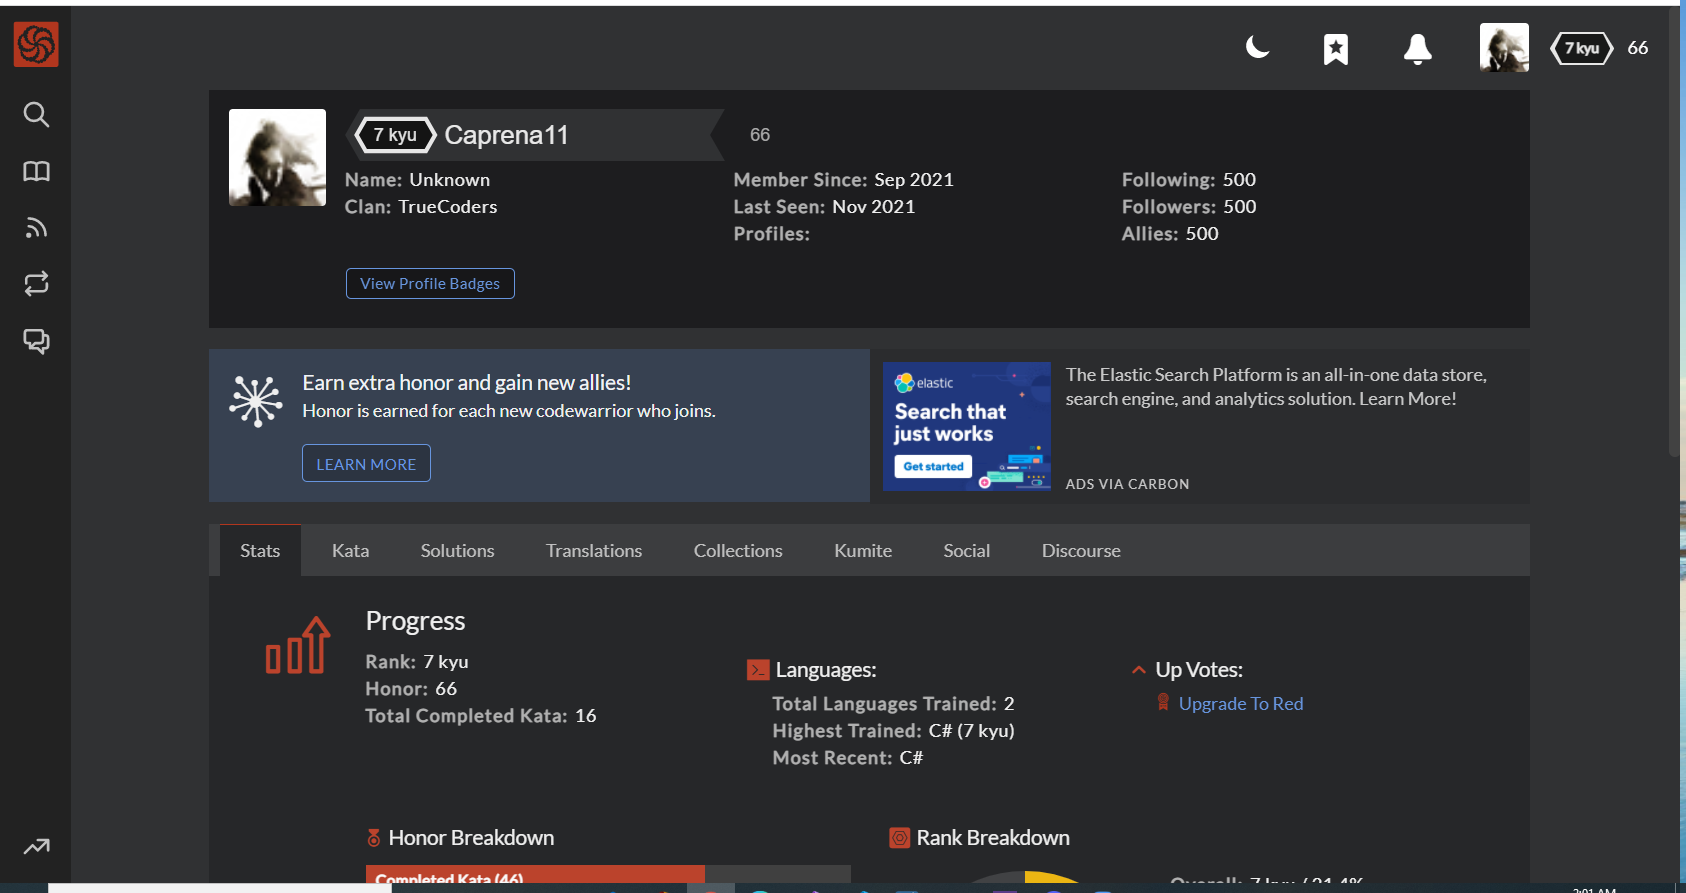 7 kyu 66
7 kyu Caprena11 66
Name: Unknown
Clan: TrueCoders
Member Since: Sep 2021
Last Seen: Nov 2021
Profiles:
Following: 500
Followers: 500
Allies: 500
View Profile Badges
Earn extra honor and gain new allies!
Honor is earned for each new codewarrior who joins.
LEARN MORE
elastic
Search that
just works
Get started
The Elastic Search Platform is an all-in-one data store,
search engine, and analytics solution. Learn More!
ADS VIA CARBON
Stats Kata Solutions Translations Collections Kumite Social Discourse
Progress
Rank: 7 kyu
Honor: 66
Total Completed Kata: 16
Languages:
Total Languages Trained: 2
Highest Trained: C# (7 kyu)
Most Recent: C#
Up Votes:
Upgrade To Red
Honor Breakdown
Completed Kata (46)
Rank Breakdown
Overall: 7 kyu